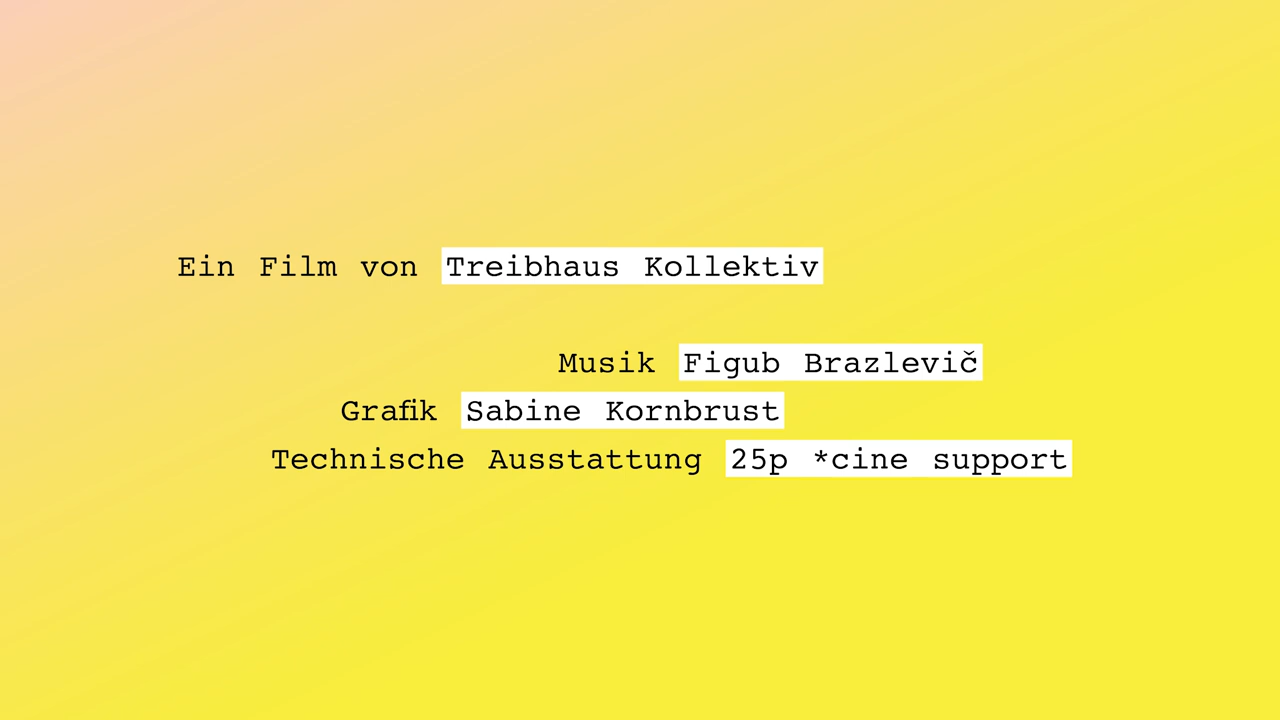 Ein Film von Treibhaus Kollektiv
Musik Figub Brazlevič
Grafik Sabine Kornbrust
Technische Ausstattung 25p *cine support